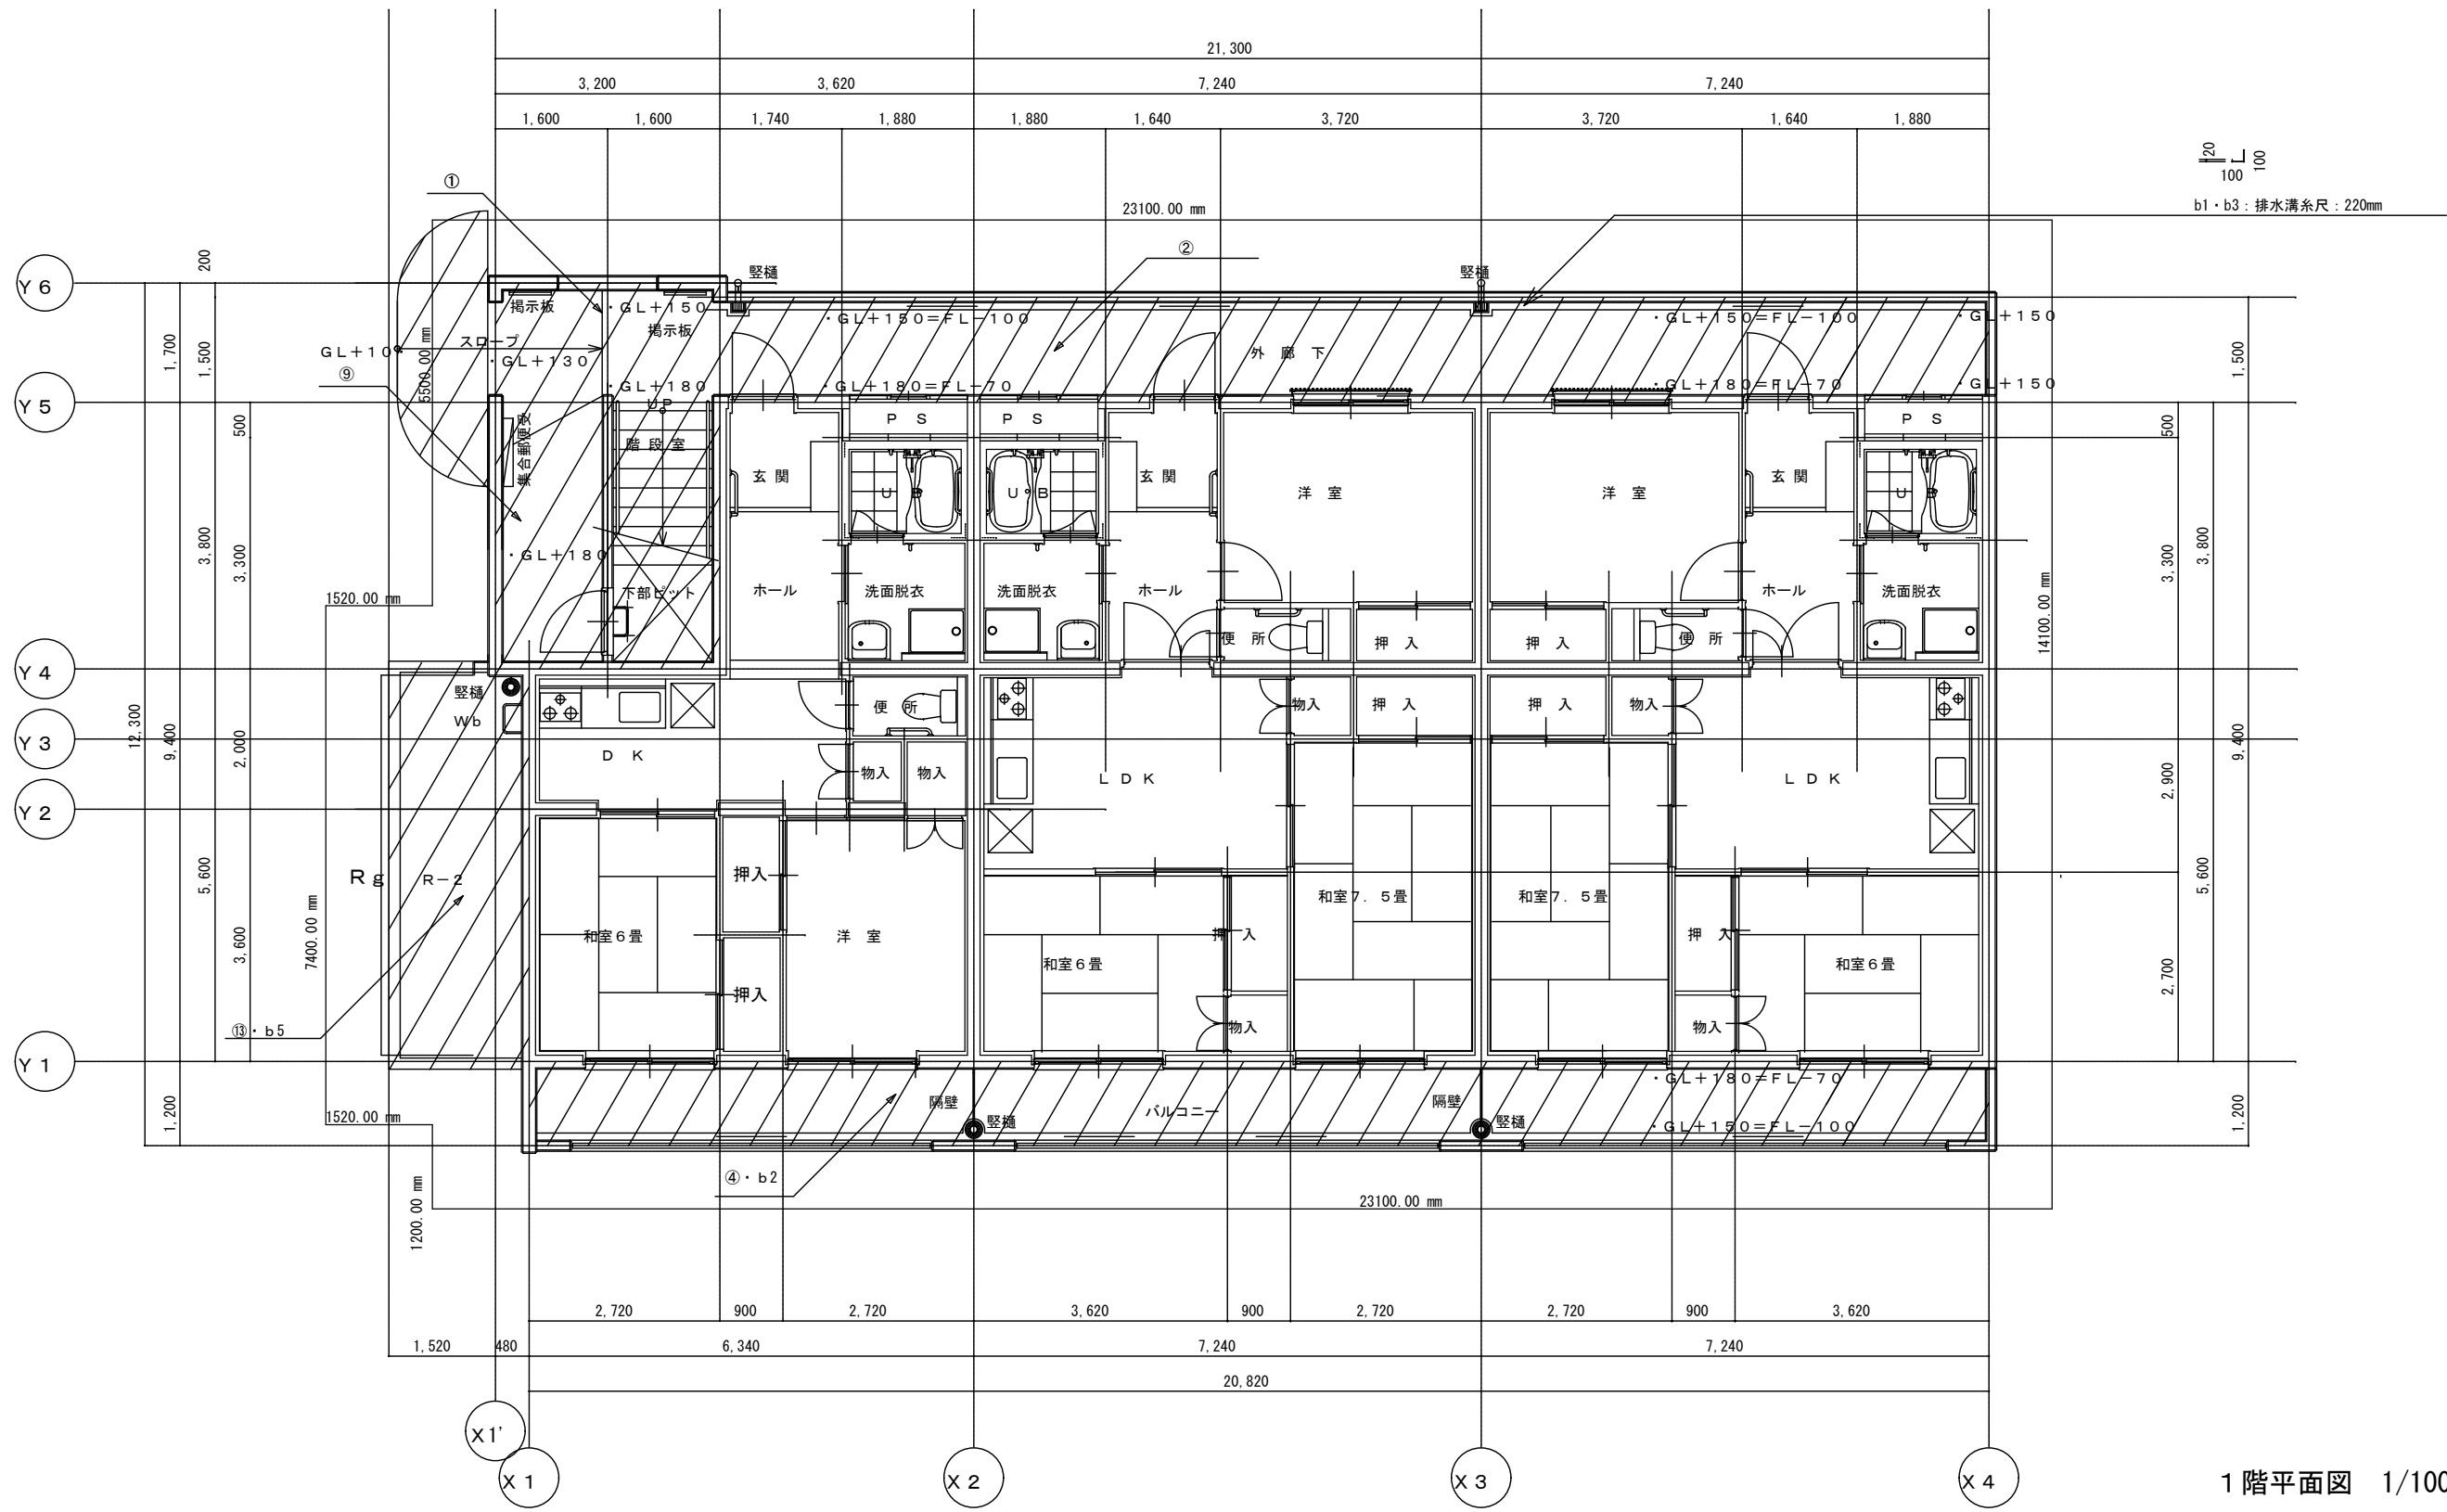 21,300
3,200 3,620 7,240 7,240
1,600 1,600 1,740 1,880 1,880 1,640 3,720 3,720 1,640 1,880
20
100
100
b1・b3：排水溝糸尺：220mm
①
23100.00 mm
②
Y6
200
竪樋 竪樋
掲示板 ・GL＋150
掲示板
・GL＋150＝FL－100 ・GL＋150＝FL－100 ・GL＋150
GL＋10・ スロープ ・GL＋130
外 廊 下
⑨
5500.00 mm
1,700 1,500
1,500
・GL＋180 ・GL＋180＝FL－70 ・GL＋180＝FL－70 ・GL＋150
Y5
UP
PS PS PS
500 500
集合郵便受
階段室
玄関 UB UB 玄関 洋 室 洋 室 玄関 UB
3,800 3,300
3,300 3,800
・GL＋180
下部ピット ホール 洗面脱衣 洗面脱衣 ホール ホール 洗面脱衣
1520.00 mm
14100.00 mm
便 所 押 入 押 入 便 所
Y4
竪樋
Wb
便 所 物入 押 入 押 入 物入
12,300 9,400 2,000
9,400
Y3
DK 物入 物入 LDK LDK
2,900
Y2
Rg R－2
押入
和室7．5畳 和室7．5畳
5,600 3,600 7400.00 mm
5,600
和室6畳 洋 室 押 入 押 入
和室6畳 和室6畳
2,700
押入
物入 物入
⑬・b5
Y1
・GL＋180＝FL－70
1,200 1520.00 mm
隔壁 竪樋 バルコニー 隔壁 竪樋 ・GL＋150＝FL－100
1,200
④・b2
1200.00 mm
23100.00 mm
2,720 900 2,720 3,620 900 2,720 2,720 900 3,620
1,520 480 6,340 7,240 7,240
20,820
X1'
X1 X2 X3 X4
1階平面図 1/100